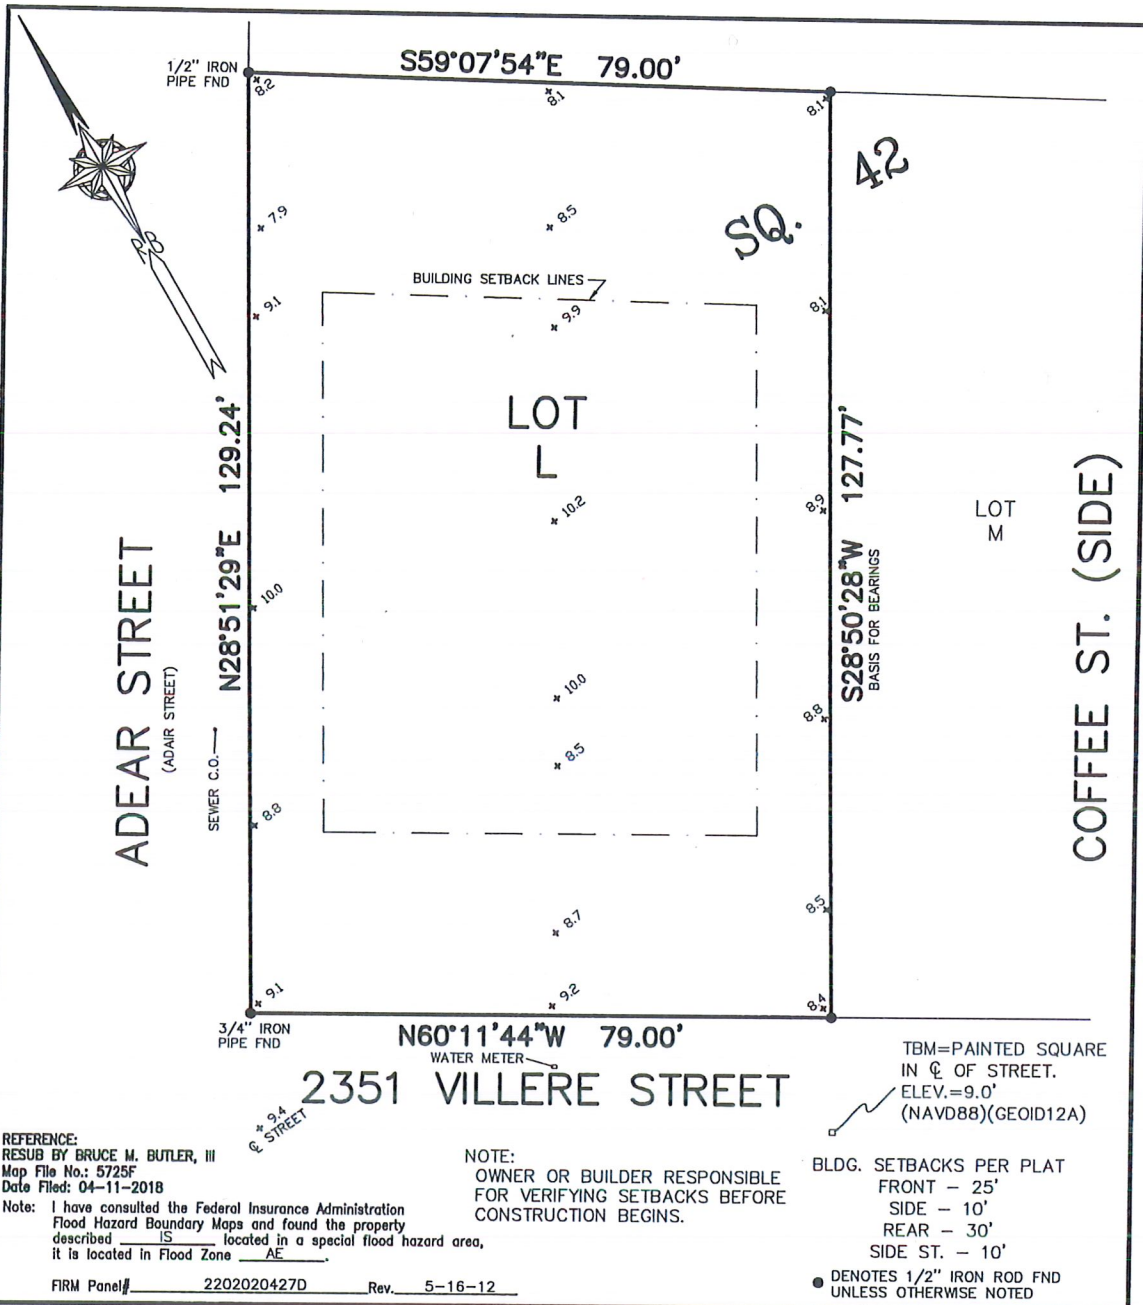 S59°07'54"E 79.00'
1/2" IRON
PIPE FND
8.2
8.1
8.1
SQ. 42
7.9
8.5
BUILDING SETBACK LINES
9.1
9.9
8.1
N28°51'29"E 129.24'
LOT
L
10.2
8.9
S28°50'28"W 127.77'
BASIS FOR BEARINGS
LOT
M
COFFEE ST. (SIDE)
ADEAR STREET
(ADAIR STREET)
10.0
10.0
8.8
8.5
SEWER C.O.
8.8
8.5
8.7
9.1
9.2
8.4
3/4" IRON
PIPE FND
N60°11'44"W 79.00'
WATER METER
2351 VILLERE STREET
TBM=PAINTED SQUARE
IN ℄ OF STREET.
ELEV.=9.0'
(NAVD88)(GEOID12A)
9.4
℄ STREET
REFERENCE:
RESUB BY BRUCE M. BUTLER, III
Map File No.: 5725F
Date Filed: 04-11-2018
Note: I have consulted the Federal Insurance Administration
Flood Hazard Boundary Maps and found the property
described IS located in a special flood hazard area,
it is located in Flood Zone AE.
FIRM Panel# 2202020427D Rev. 5-16-12
NOTE:
OWNER OR BUILDER RESPONSIBLE
FOR VERIFYING SETBACKS BEFORE
CONSTRUCTION BEGINS.
BLDG. SETBACKS PER PLAT
FRONT - 25'
SIDE - 10'
REAR - 30'
SIDE ST. - 10'
DENOTES 1/2" IRON ROD FND
UNLESS OTHERWISE NOTED